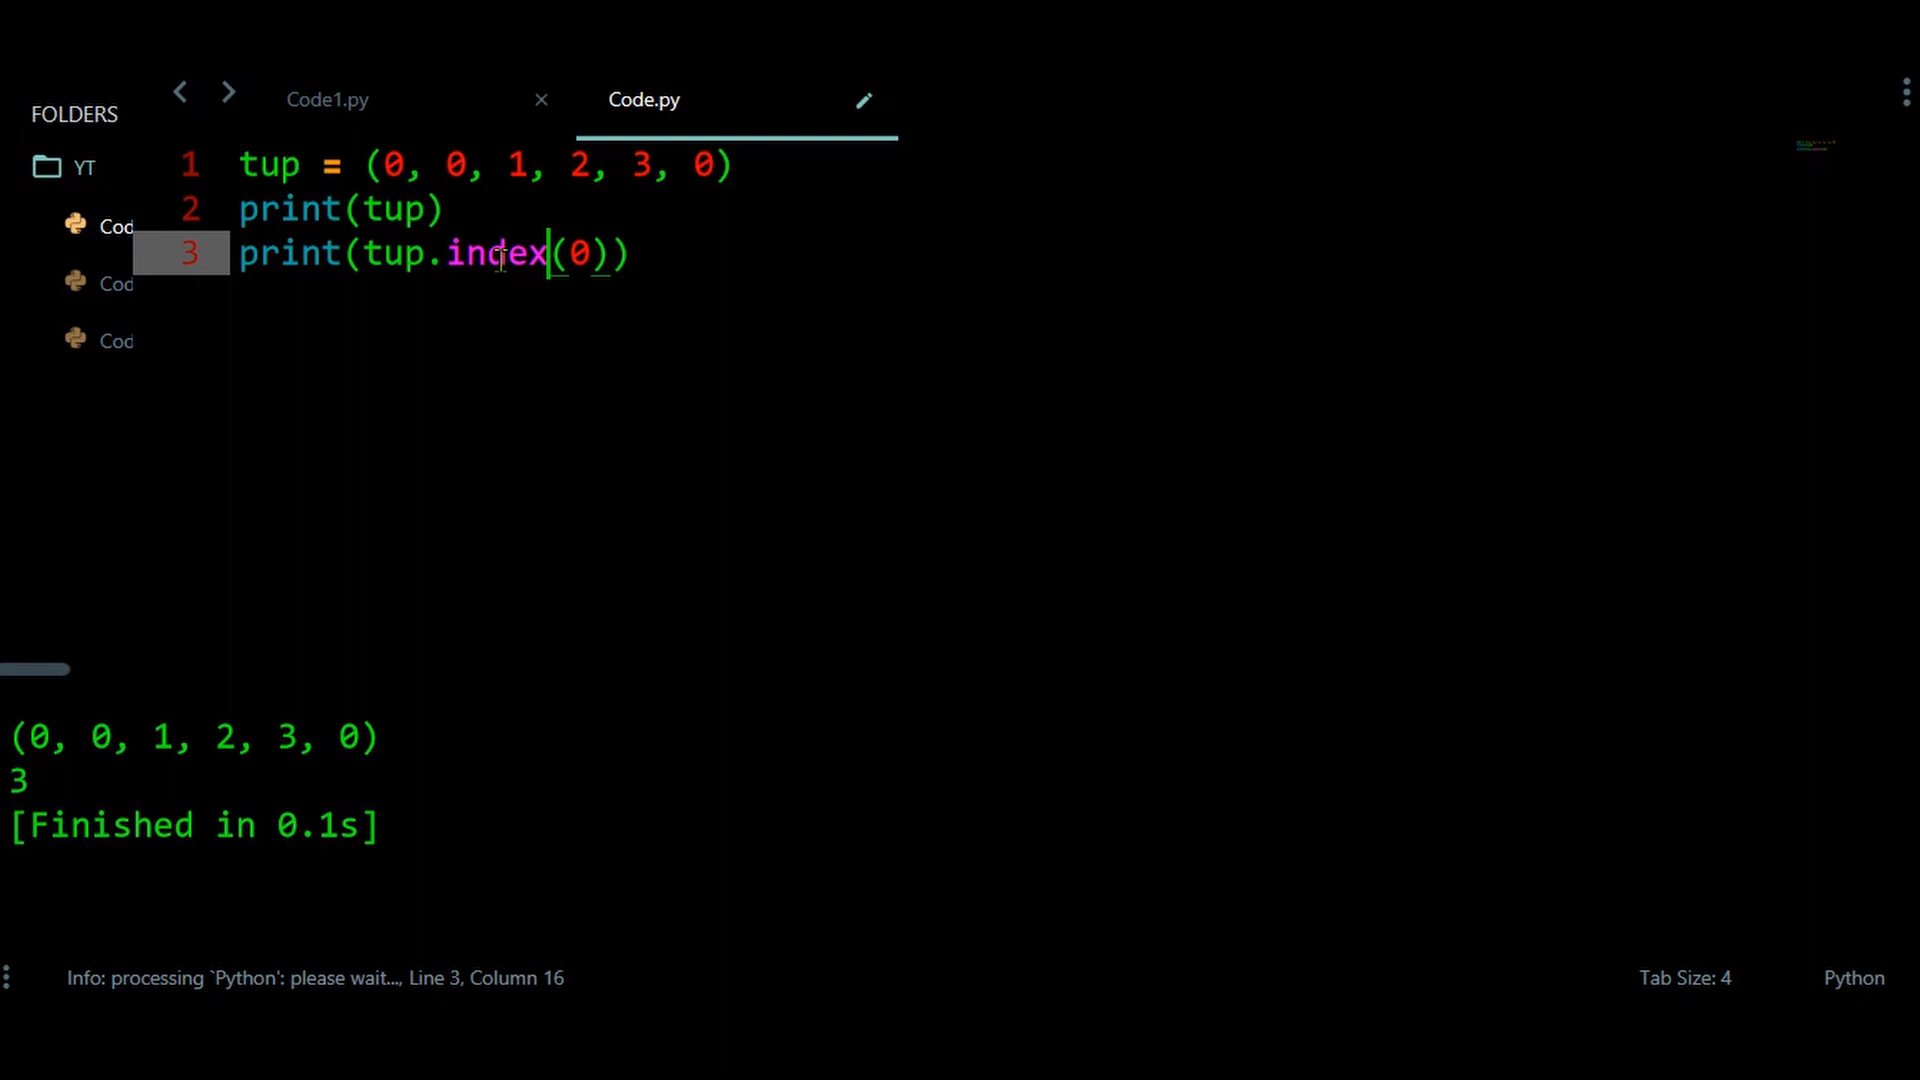 FOLDERS
YT
Cod
Cod
Cod
Code1.py
Code.py
1 tup = (0, 0, 1, 2, 3, 0)
2 print(tup)
3 print(tup.index(0))
(0, 0, 1, 2, 3, 0)
3
[Finished in 0.1s]
Info: processing `Python': please wait..., Line 3, Column 16
Tab Size: 4
Python